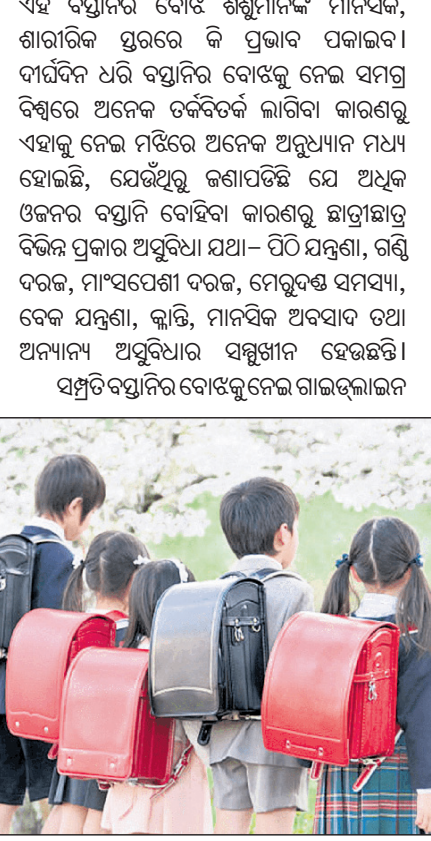 ଏହି ବସ୍ତାନିର ବୋଝ ଶିଶୁମାନଙ୍କ ମାନସିକ,
ଶାରୀରିକ ସ୍ତରରେ କି ପ୍ରଭାବ ପକାଇବ।
ଦୀର୍ଘଦିନ ଧରି ବସ୍ତାନିର ବୋଝକୁ ନେଇ ସମଗ୍ର
ବିଶ୍ୱରେ ଅନେକ ତର୍କବିତର୍କ ଲାଗିବା କାରଣରୁ
ଏହାକୁ ନେଇ ମଝିରେ ଅନେକ ଅନୁଧ୍ୟାନ ମଧ୍ୟ
ହୋଇଛି, ଯେଉଁଥିରୁ ଜଣାପଡିଛି ଯେ ଅଧିକ
ଓଜନର ବସ୍ତାନି ବୋହିବା କାରଣରୁ ଛାତ୍ରୀଛାତ୍ର
ବିଭିନ୍ନ ପ୍ରକାର ଅସୁବିଧା ଯଥା– ପିଠି ଯନ୍ତ୍ରଣା, ଗଣ୍ଠି
ଦରଜ, ମାଂସପେଶୀ ଦରଜ, ମେରୁଦଣ୍ଡ ସମସ୍ୟା,
ବେକ ଯନ୍ତ୍ରଣା, କ୍ଲାନ୍ତି, ମାନସିକ ଅବସାଦ ତଥା
ଅନ୍ୟାନ୍ୟ ଅସୁବିଧାର ସମ୍ମୁଖୀନ ହେଉଛନ୍ତି।
ସମ୍ପ୍ରତି ବସ୍ତାନିର ବୋଝକୁ ନେଇ ଗାଇଡ୍‌ଲାଇନ